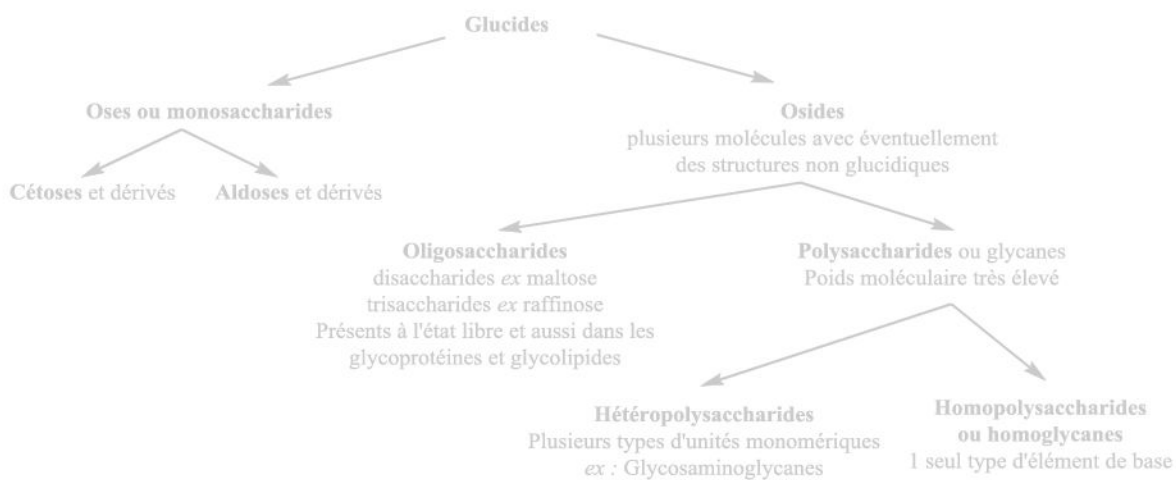 Glucides
Oses ou monosaccharides
Osides
plusieurs molécules avec éventuellement
des structures non glucidiques
Cétoses et dérivés
Aldoses et dérivés
Oligosaccharides
disaccharides ex maltose
trisaccharides ex raffinose
Présents à l'état libre et aussi dans les
glycoprotéines et glycolipides
Polysaccharides ou glycanes
Poids moléculaire très élevé
Hétéropolysaccharides
Plusieurs types d'unités monomériques
ex : Glycosaminoglycanes
Homopolysaccharides
ou homoglycanes
1 seul type d'élément de base